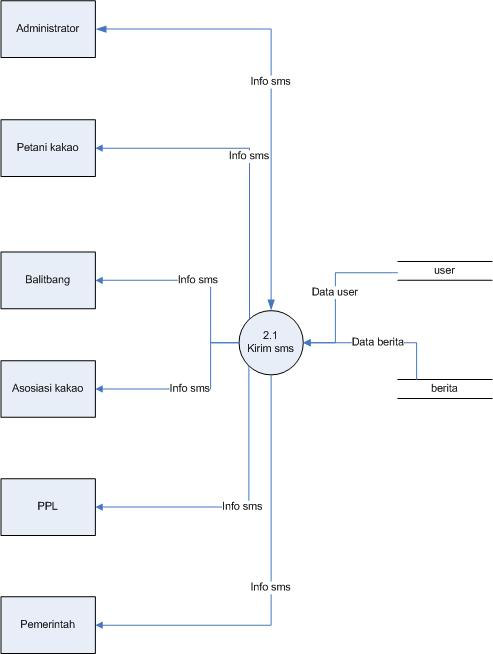 Administrator
Info sms
Petani kakao
Info sms
Balitbang
Info sms
user
Data user
2.1
Kirim sms
Data berita
Asosiasi kakao
Info sms
berita
PPL
Info sms
Info sms
Pemerintah